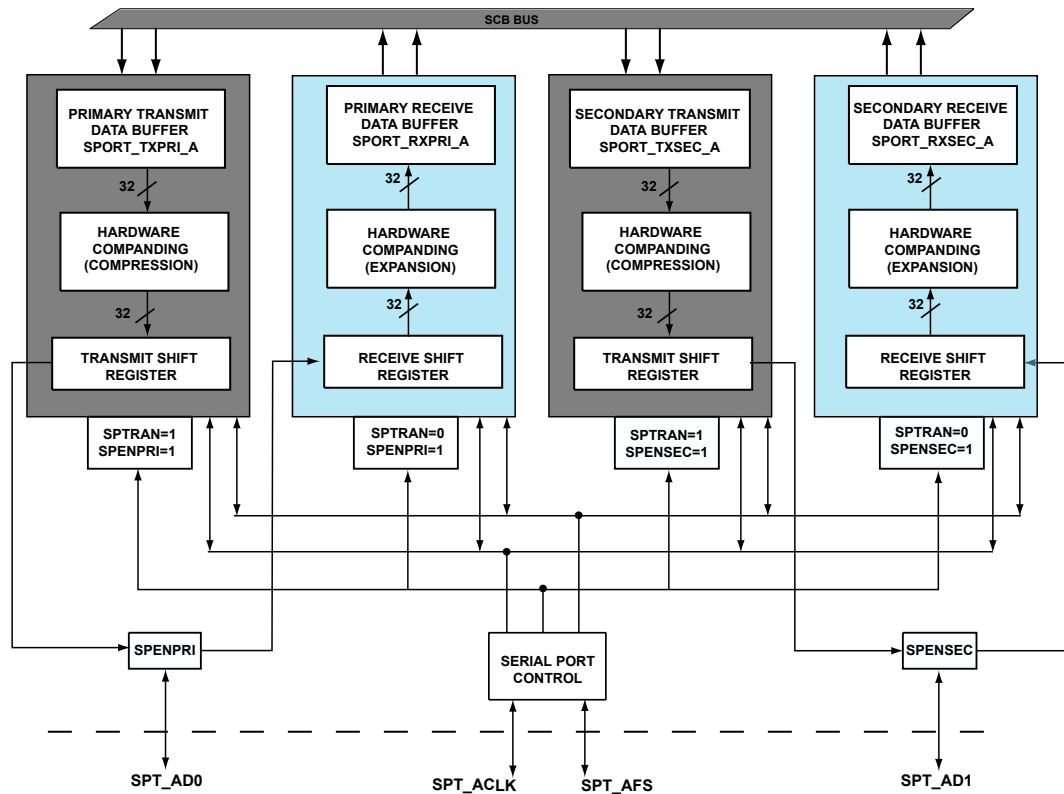 SCB BUS
PRIMARY TRANSMIT
DATA BUFFER
SPORT_TXPRI_A
32
HARDWARE
COMPANDING
(COMPRESSION)
32
TRANSMIT SHIFT
REGISTER
SPTRAN=1
SPENPRI=1
PRIMARY RECEIVE
DATA BUFFER
SPORT_RXPRI_A
32
HARDWARE
COMPANDING
(EXPANSION)
32
RECEIVE SHIFT
REGISTER
SPTRAN=0
SPENPRI=1
SECONDARY TRANSMIT
DATA BUFFER
SPORT_TXSEC_A
32
HARDWARE
COMPANDING
(COMPRESSION)
32
TRANSMIT SHIFT
REGISTER
SPTRAN=1
SPENSEC=1
SECONDARY RECEIVE
DATA BUFFER
SPORT_RXSEC_A
32
HARDWARE
COMPANDING
(EXPANSION)
32
RECEIVE SHIFT
REGISTER
SPTRAN=0
SPENSEC=1
SPENPRI
SERIAL PORT
CONTROL
SPENSEC
SPT_AD0
SPT_ACLK
SPT_AFS
SPT_AD1